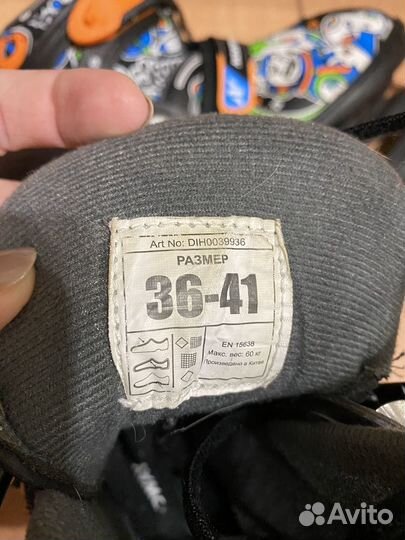 Art No: DIH0039936
РАЗМЕР
36-41
EN 15638
Макс. вес: 60 кг
Произведено в Китае
Avito